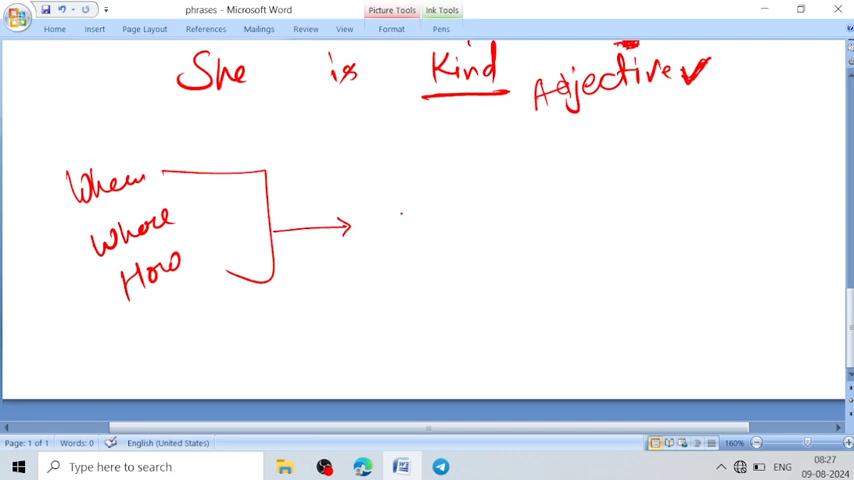 phrases - Microsoft Word
Picture Tools
Ink Tools
Home Insert Page Layout References Mailings Review View Format Pens
She is Kind Adjective
When
Where
How
Page: 1 of 1 Words: 0 English (United States) 160%
Type here to search
ENG
08:27
09-08-2024